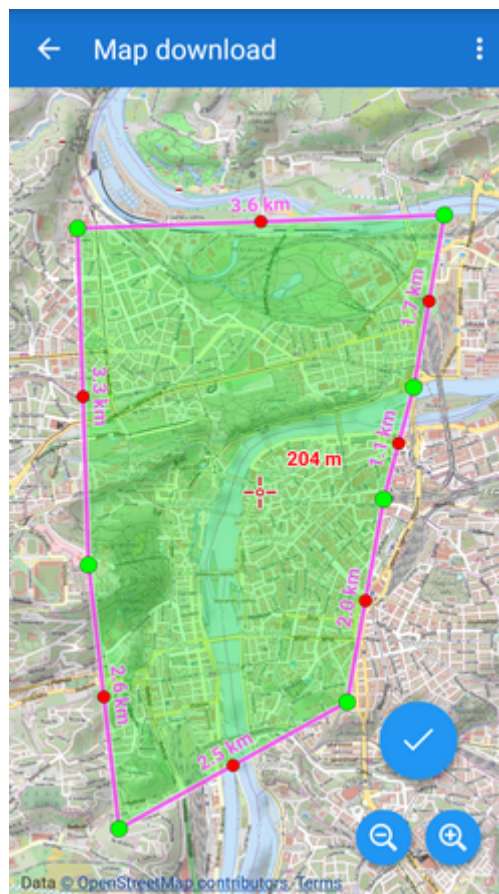 Map download
3.6 km
1.7 km
3.3 km
1.1 km
204 m
2.0 km
2.6 km
2.5 km
Data © OpenStreetMap contributors, Terms